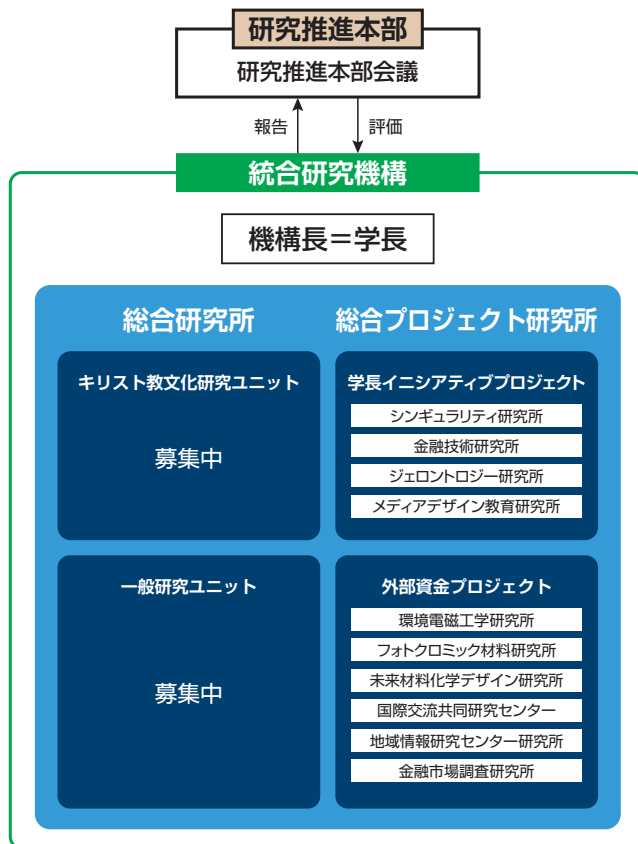 研究推進本部
研究推進本部会議
報告
評価
統合研究機構
機構長＝学長
総合研究所
キリスト教文化研究ユニット
募集中
一般研究ユニット
募集中
総合プロジェクト研究所
学長イニシアティブプロジェクト
シンギュラリティ研究所
金融技術研究所
ジェロントロジー研究所
メディアデザイン教育研究所
外部資金プロジェクト
環境電磁工学研究所
フォトクロミック材料研究所
未来材料化学デザイン研究所
国際交流共同研究センター
地域情報研究センター研究所
金融市場調査研究所